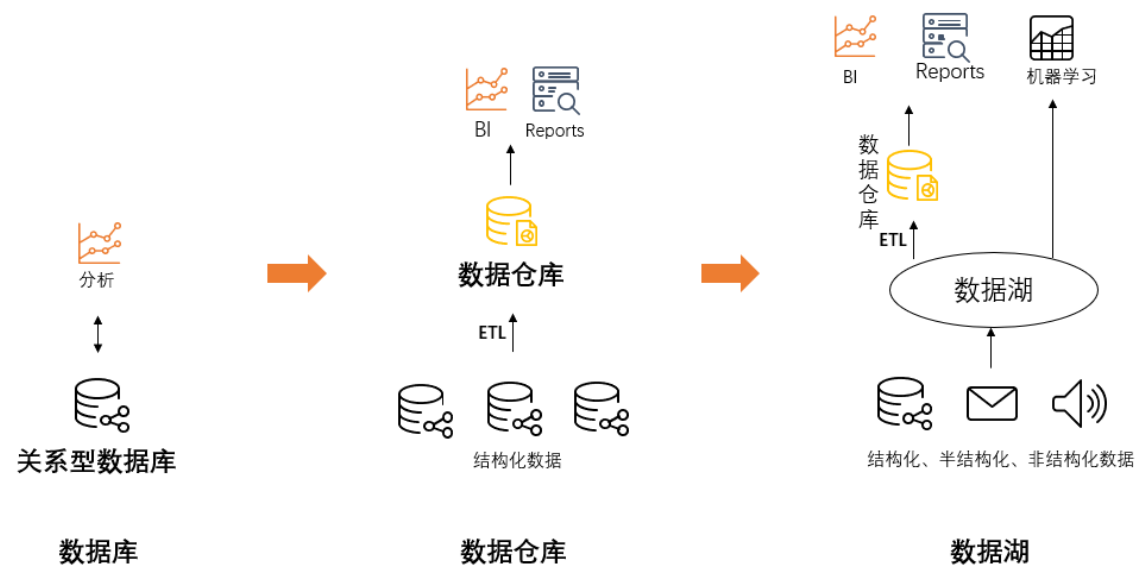 分析
关系型数据库
数据库
BI
Reports
数据仓库
ETL
结构化数据
数据仓库
BI
Reports
机器学习
数据仓库
ETL
数据湖
结构化、半结构化、非结构化数据
数据湖